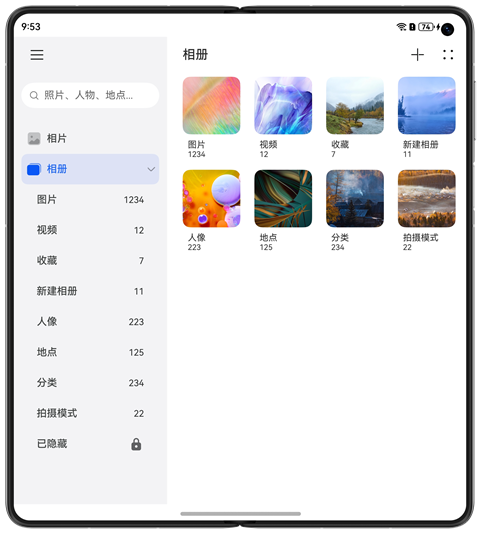 9:53
74
照片、人物、地点...
相片
相册
图片 1234
视频 12
收藏 7
新建相册 11
人像 223
地点 125
分类 234
拍摄模式 22
已隐藏
相册
图片
1234
视频
12
收藏
7
新建相册
11
人像
223
地点
125
分类
234
拍摄模式
22